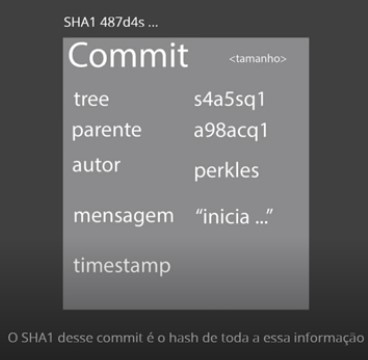 SHA1 487d4s ...
Commit <tamanho>
tree s4a5sq1
parente a98acq1
autor perkles
mensagem "inicia ..."
timestamp
O SHA1 desse commit é o hash de toda a essa informação